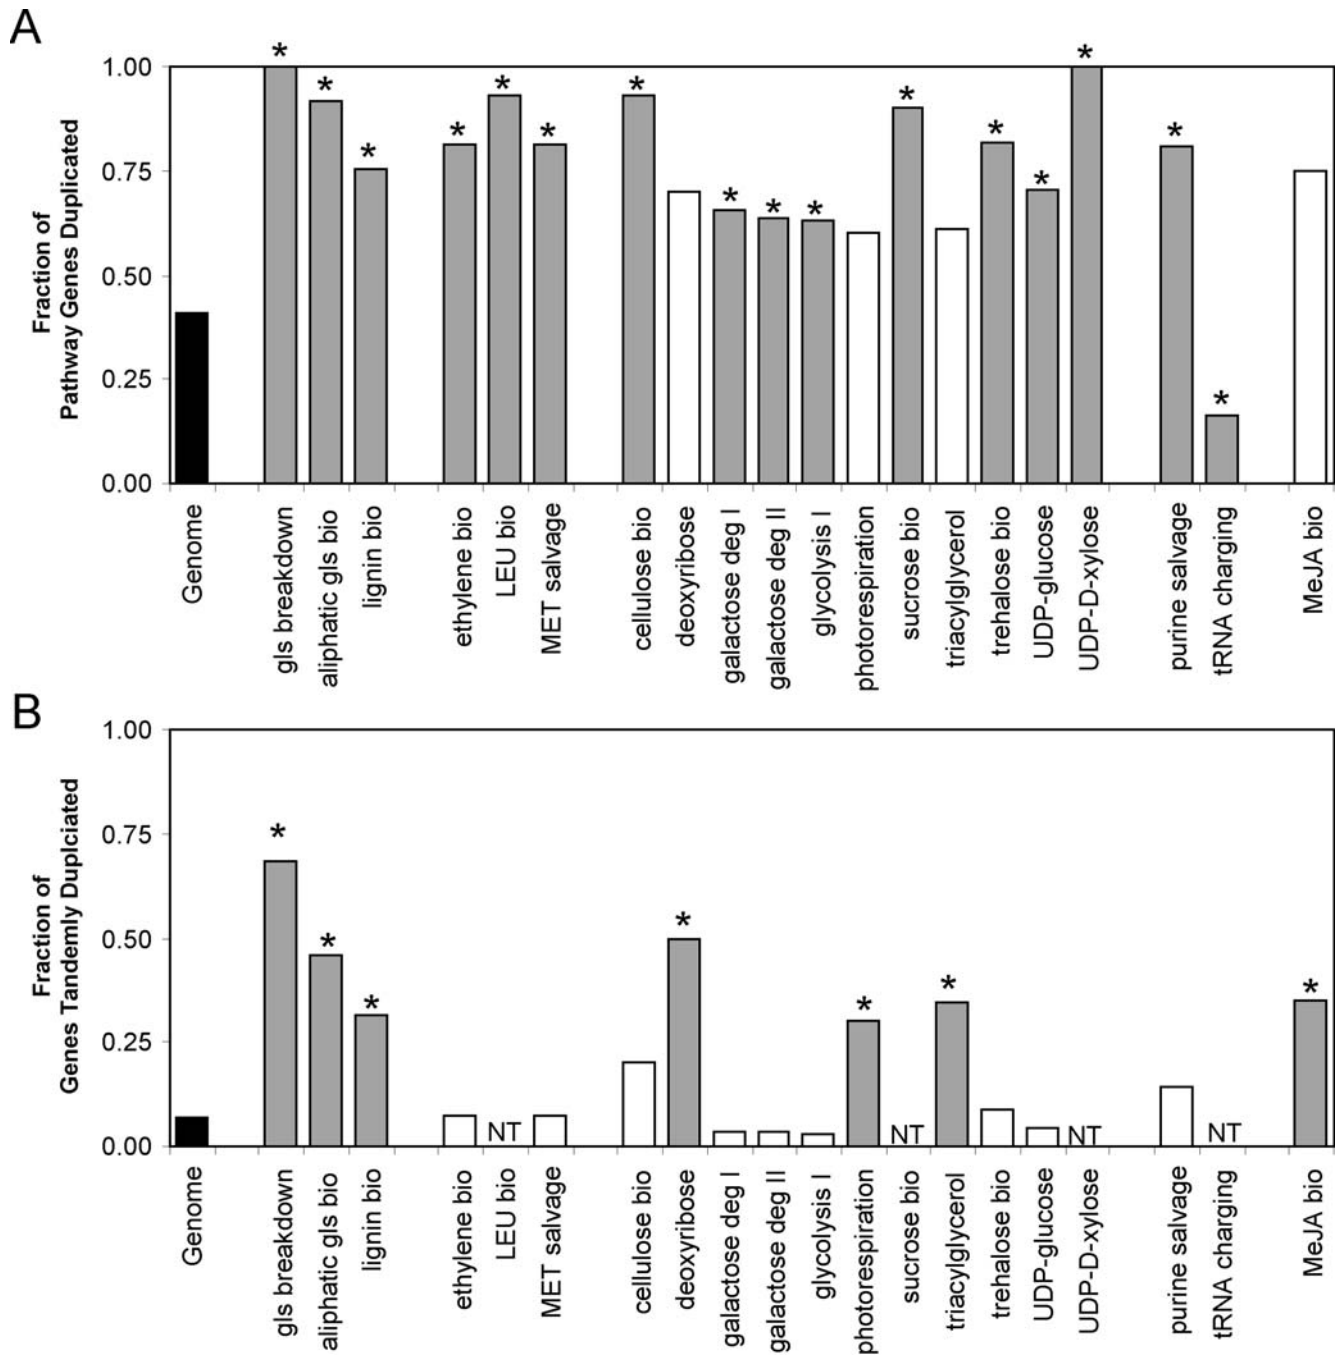 A
Fraction of
Pathway Genes Duplicated
1.00
0.75
0.50
0.25
0.00
* * * * * * * * * * * * * * * *
Genome
gls breakdown
aliphatic gls bio
lignin bio
ethylene bio
LEU bio
MET salvage
cellulose bio
deoxyribose
galactose deg I
galactose deg II
glycolysis I
photorespiration
sucrose bio
triacylglycerol
trehalose bio
UDP-glucose
UDP-D-xylose
purine salvage
tRNA charging
MeJA bio
B
Fraction of
Genes Tandemly Duplciated
1.00
0.75
0.50
0.25
0.00
* * * * * * *
NT NT NT NT
Genome
gls breakdown
aliphatic gls bio
lignin bio
ethylene bio
LEU bio
MET salvage
cellulose bio
deoxyribose
galactose deg I
galactose deg II
glycolysis I
photorespiration
sucrose bio
triacylglycerol
trehalose bio
UDP-glucose
UDP-D-xylose
purine salvage
tRNA charging
MeJA bio